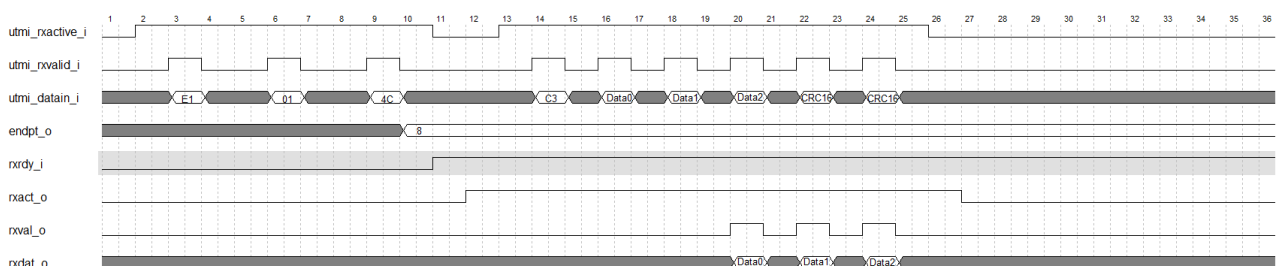 1 2 3 4 5 6 7 8 9 10 11 12 13 14 15 16 17 18 19 20 21 22 23 24 25 26 27 28 29 30 31 32 33 34 35 36
utmi_rxactive_i
utmi_rxvalid_i
utmi_datain_i E1 01 4C C3 Data0 Data1 Data2 CRC16 CRC16
endpt_o 8
rxrdy_i
rxact_o
rxval_o
rxdat_o Data0 Data1 Data2